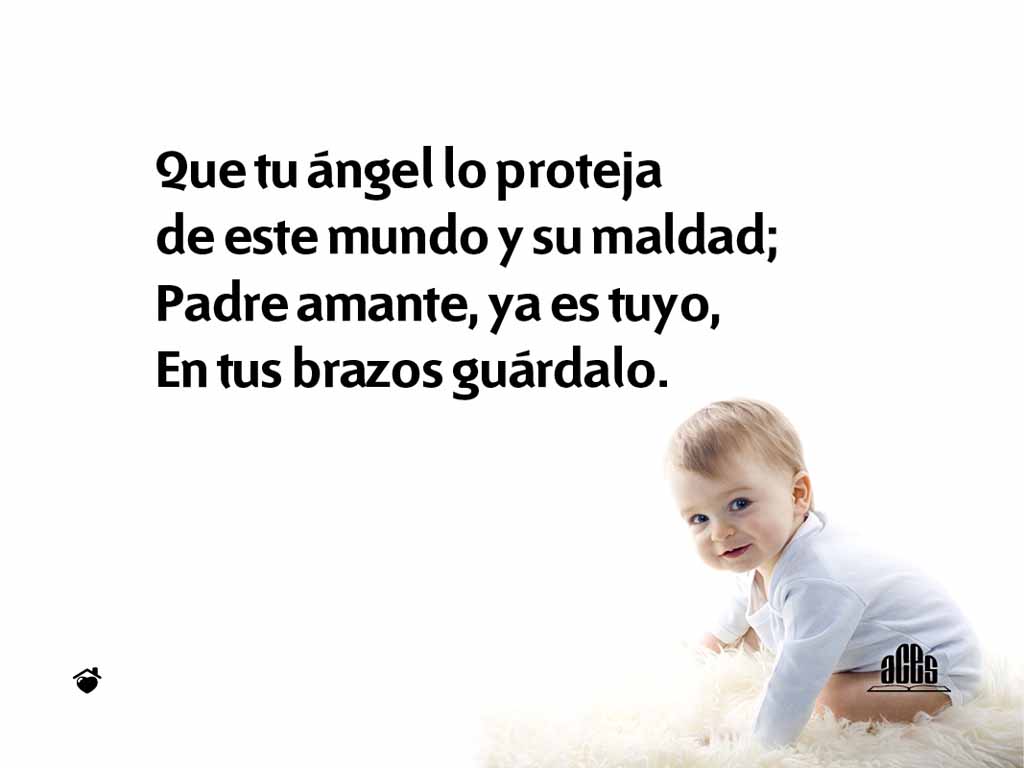 Que tu ángel lo proteja
de este mundo y su maldad;
Padre amante, ya es tuyo,
En tus brazos guárdalo.
aces